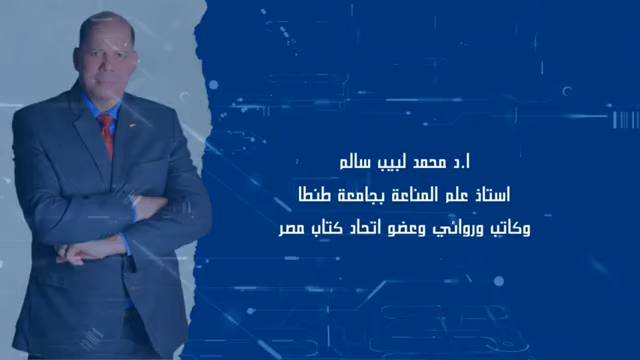 ا.د محمد لبيب سالم
استاذ علم المناعة بجامعة طنطا
وكاتب وروائي وعضو اتحاد كتاب مصر